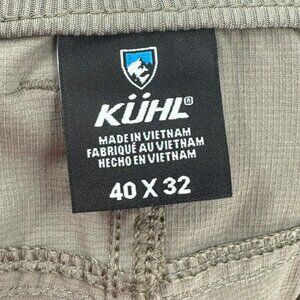 KÜHL®
MADE IN VIETNAM
FABRIQUÉ AU VIETNAM
HECHO EN VIETNAM
40 X 32